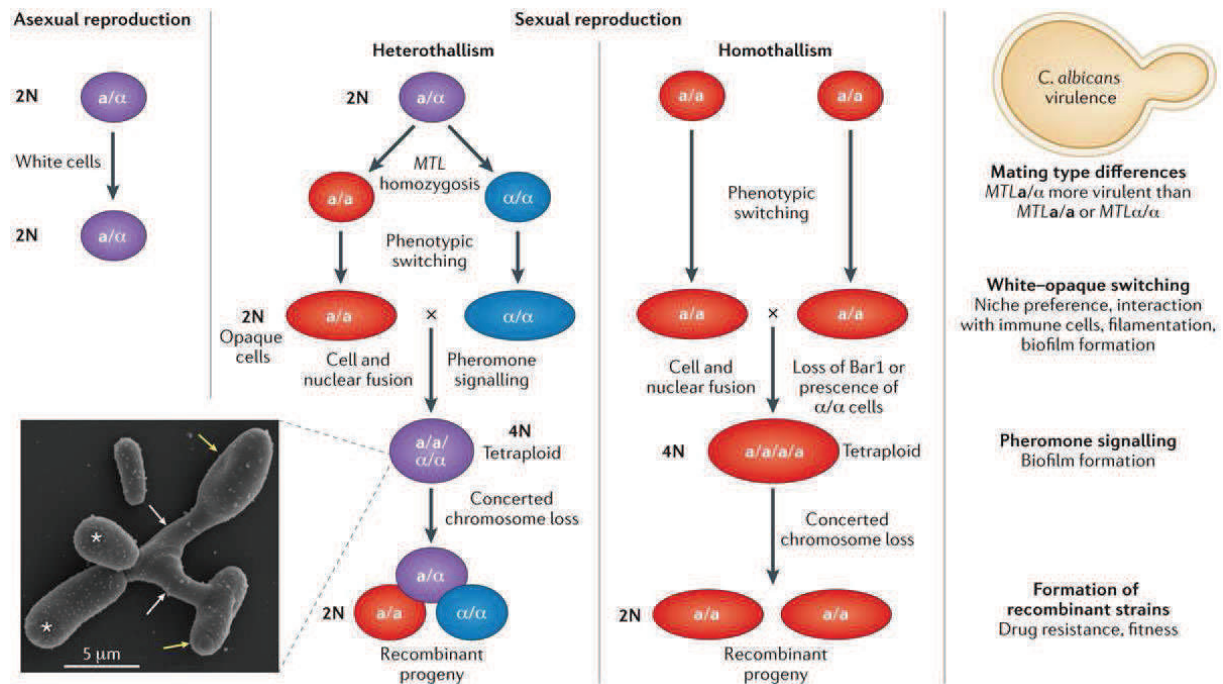 Asexual reproduction
2N
a/α
White cells
2N
a/α
Sexual reproduction
Heterothallism
2N
a/α
MTL
homozygosis
a/a
α/α
Phenotypic
switching
2N
Opaque
cells
a/a
×
α/α
Cell and
nuclear fusion
Pheromone
signalling
a/a/
α/α
4N
Tetraploid
Concerted
chromosome loss
a/α
2N
a/a
α/α
Recombinant
progeny
*
*
5 μm
Homothallism
a/a
a/a
Phenotypic
switching
a/a
×
a/a
Cell and
nuclear fusion
Loss of Bar1 or
prescence of
α/α cells
4N
a/a/a/a
Tetraploid
Concerted
chromosome loss
2N
a/a
a/a
Recombinant
progeny
C. albicans
virulence
Mating type differences
MTLa/α more virulent than
MTLa/a or MTLα/α
White–opaque switching
Niche preference, interaction
with immune cells, filamentation,
biofilm formation
Pheromone signalling
Biofilm formation
Formation of
recombinant strains
Drug resistance, fitness